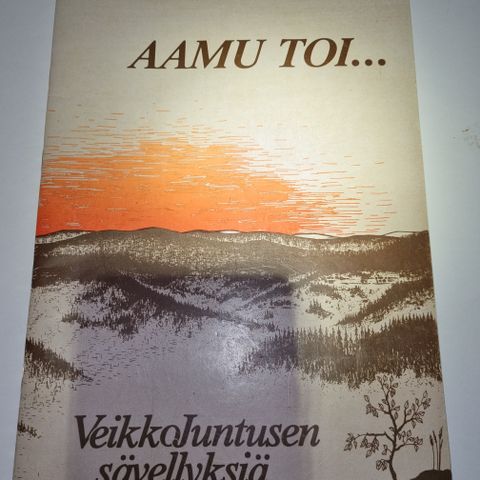 AAMU TOI...
Veikko Juntusen
sävellyksiä